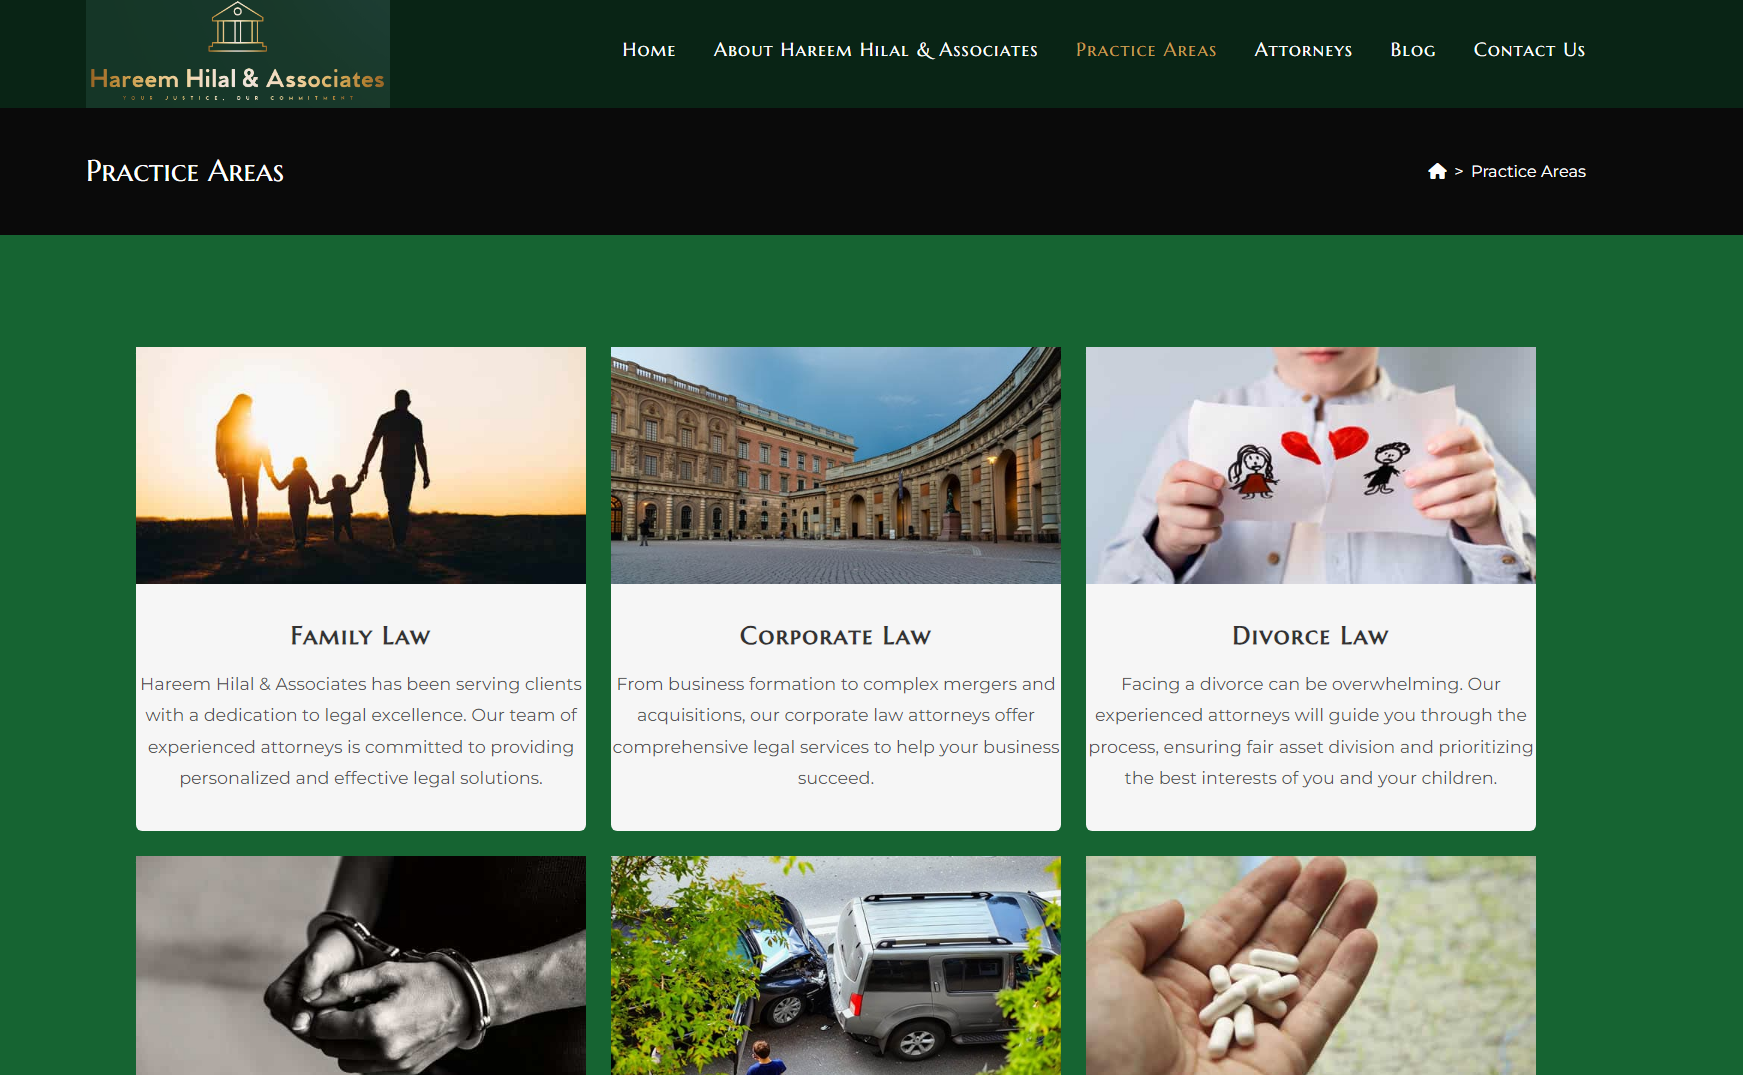 Hareem Hilal & Associates
YOUR JUSTICE, OUR COMMITMENT
Home About Hareem Hilal & Associates Practice Areas Attorneys Blog Contact Us
Practice Areas
> Practice Areas
Family Law
Hareem Hilal & Associates has been serving clients
with a dedication to legal excellence. Our team of
experienced attorneys is committed to providing
personalized and effective legal solutions.
Corporate Law
From business formation to complex mergers and
acquisitions, our corporate law attorneys offer
comprehensive legal services to help your business
succeed.
Divorce Law
Facing a divorce can be overwhelming. Our
experienced attorneys will guide you through the
process, ensuring fair asset division and prioritizing
the best interests of you and your children.